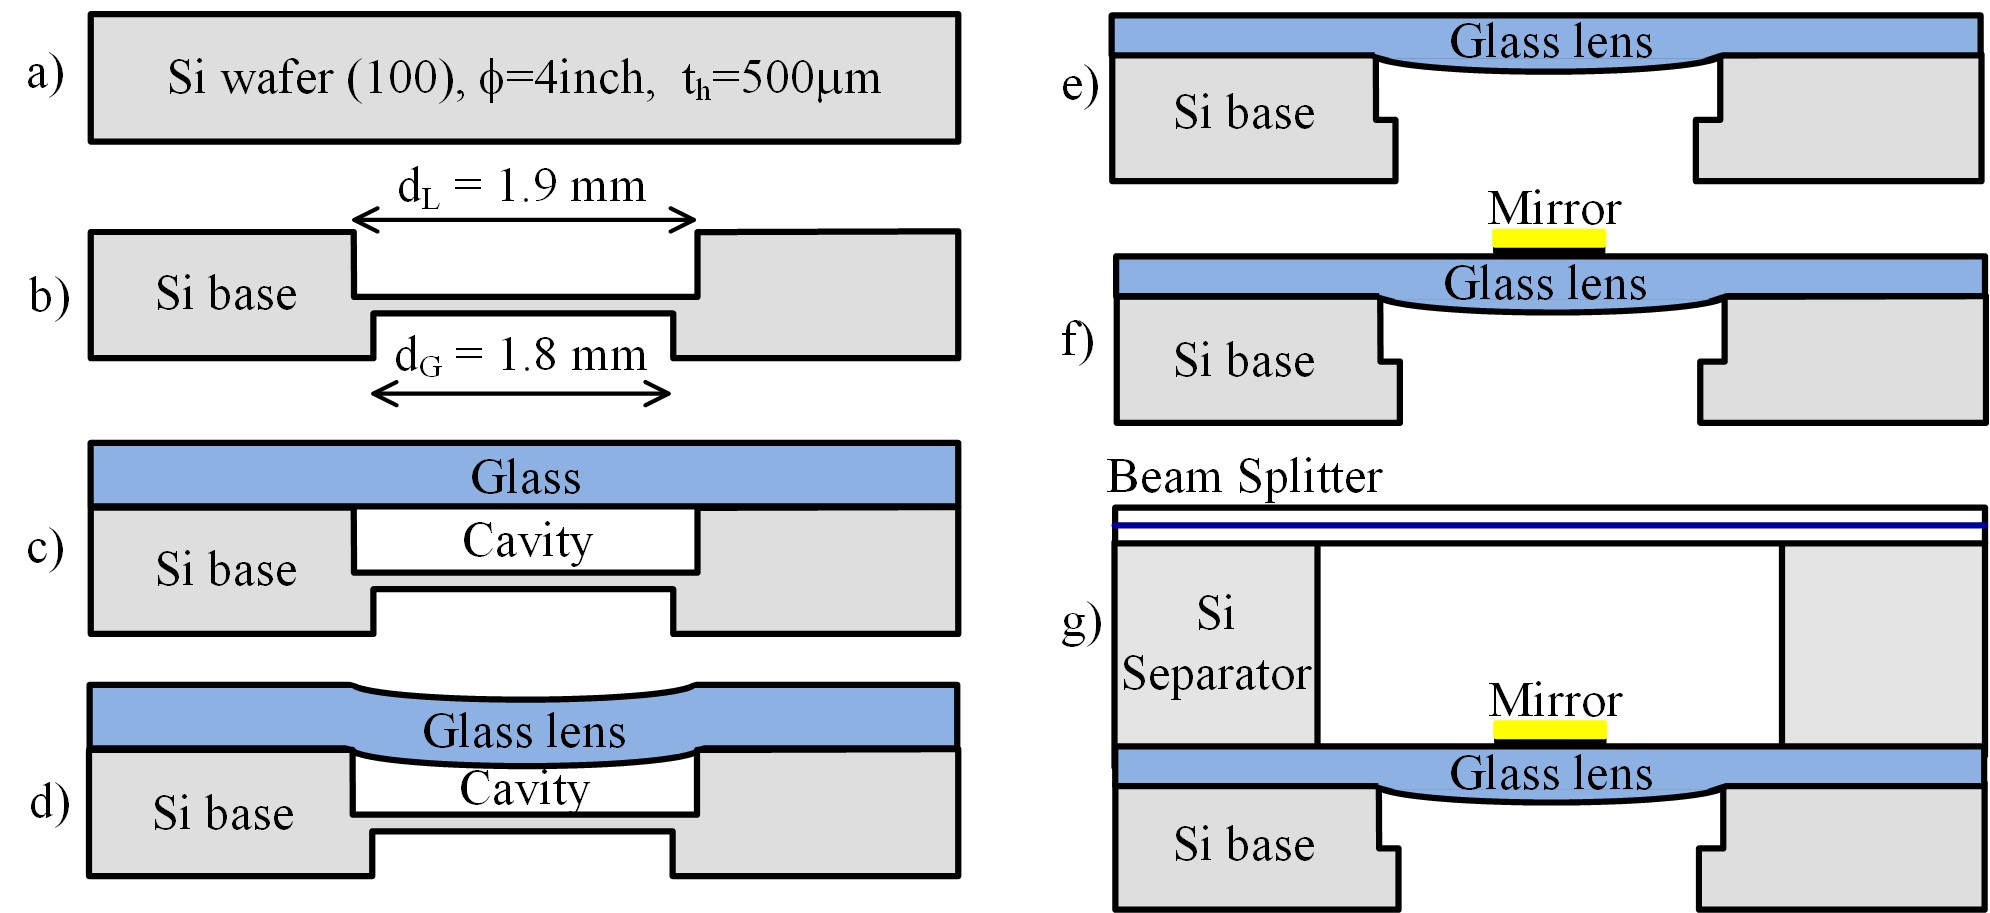 a) Si wafer (100), ϕ=4inch, tₕ=500μm
b) d_L = 1.9 mm
Si base
d_G = 1.8 mm
c) Glass
Cavity
Si base
d) Glass lens
Cavity
Si base
e) Glass lens
Si base
Mirror
f) Glass lens
Si base
Beam Splitter
g) Si
Separator
Mirror
Glass lens
Si base